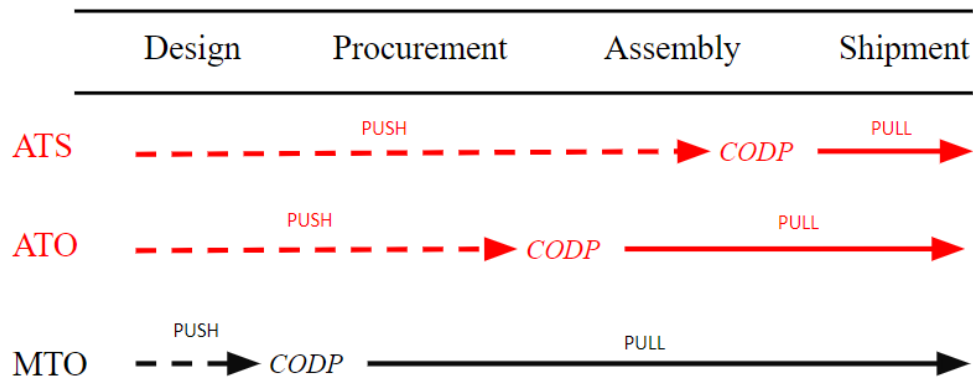 Design Procurement Assembly Shipment
PUSH PULL
ATS CODP
PUSH PULL
ATO CODP
PUSH PULL
MTO CODP